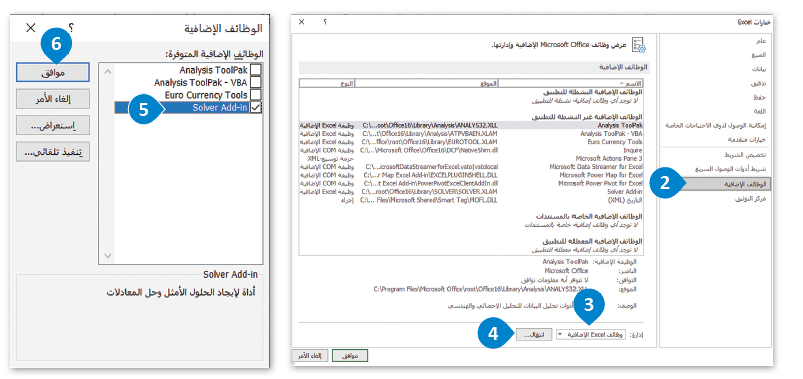 خيارات Excel
؟
عام
الصيغ
بيانات
تدقيق
حفظ
اللغة
إمكانية الوصول لذوي الاحتياجات الخاصة
خيارات متقدمة
تخصيص الشريط
شريط أدوات الوصول السريع
الوظائف الإضافية
مركز التوثيق
2
عرض وظائف Microsoft Office الإضافية وإدارتها.
الوظائف الإضافية
الاسم الموقع النوع
الوظائف الإضافية النشطة للتطبيق
لا توجد أي وظائف إضافية نشطة للتطبيق
الوظائف الإضافية غير النشطة للتطبيق
Analysis ToolPak C:\...root\Office16\Library\Analysis\ANALYS32.XLL وظيفة Excel الإضافية
Analysis ToolPak - VBA C:\...t\Office16\Library\Analysis\ATPVBAEN.XLAM وظيفة Excel الإضافية
Euro Currency Tools C:\...root\Office16\Library\EUROTOOL.XLAM وظيفة Excel الإضافية
Inquire C:\...Microsoft Office\Office16\DCF\NativeShim.dll وظيفة COM الإضافية
Microsoft Actions Pane 3 حزمة توسيع-XML
Microsoft Data Streamer for Excel C:\...icrosoftDataStreamerforExcel.vsto|vstolocal وظيفة COM الإضافية
Microsoft Power Map for Excel C:\...r Map Excel Add-in\EXCELPLUGINSHELL.DLL وظيفة COM الإضافية
Microsoft Power Pivot for Excel C:\...t Excel Add-in\PowerPivotExcelClientAddIn.dll وظيفة COM الإضافية
Solver Add-in C:\...root\Office16\Library\SOLVER\SOLVER.XLAM وظيفة Excel الإضافية
التاريخ (XML) C:\... Files\Microsoft Shared\Smart Tag\MOFL.DLL إجراء
الوظائف الإضافية الخاصة بالمستندات
لا توجد أي وظائف إضافية خاصة بالمستندات
الوظائف الإضافية المعطلة للتطبيق
لا توجد أي وظائف إضافية معطلة للتطبيق
الوظيفة الإضافية: Analysis ToolPak
الناشر: Microsoft Office
التوافق: لا تتوفر أية معلومات توافق
الموقع: C:\Program Files\Microsoft Office\root\Office16\Library\Analysis\ANALYS32.XLL
الوصف: أدوات تحليل البيانات للتحليل الإحصائي والهندسي
3
إدارة: وظائف Excel الإضافية
انتقال...
4
موافق
إلغاء الأمر
الوظائف الإضافية
؟
الوظائف الإضافية المتوفرة:
Analysis ToolPak
Analysis ToolPak - VBA
Euro Currency Tools
Solver Add-in
5
6
موافق
إلغاء الأمر
إستعراض...
تنفيذ تلقائي...
Solver Add-in
أداة لإيجاد الحلول الأمثل وحل المعادلات